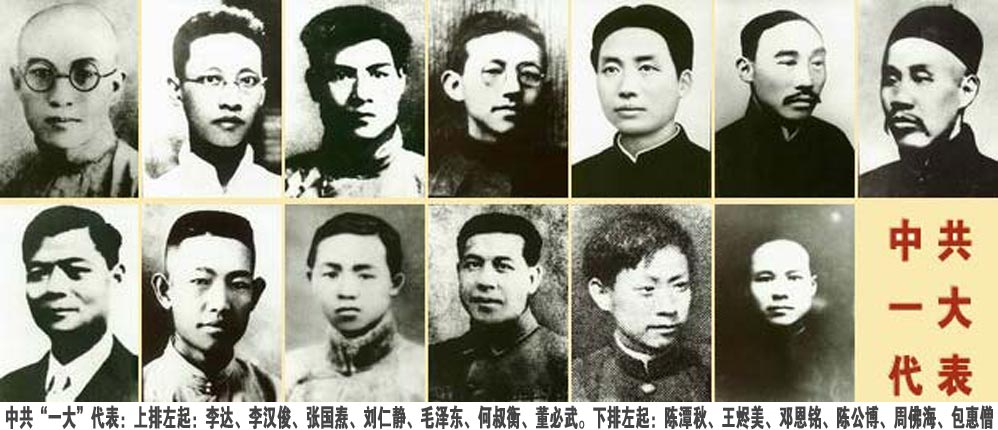 中共
一大
代表
中共“一大”代表：上排左起：李达、李汉俊、张国焘、刘仁静、毛泽东、何叔衡、董必武。下排左起：陈潭秋、王烬美、邓恩铭、陈公博、周佛海、包惠僧